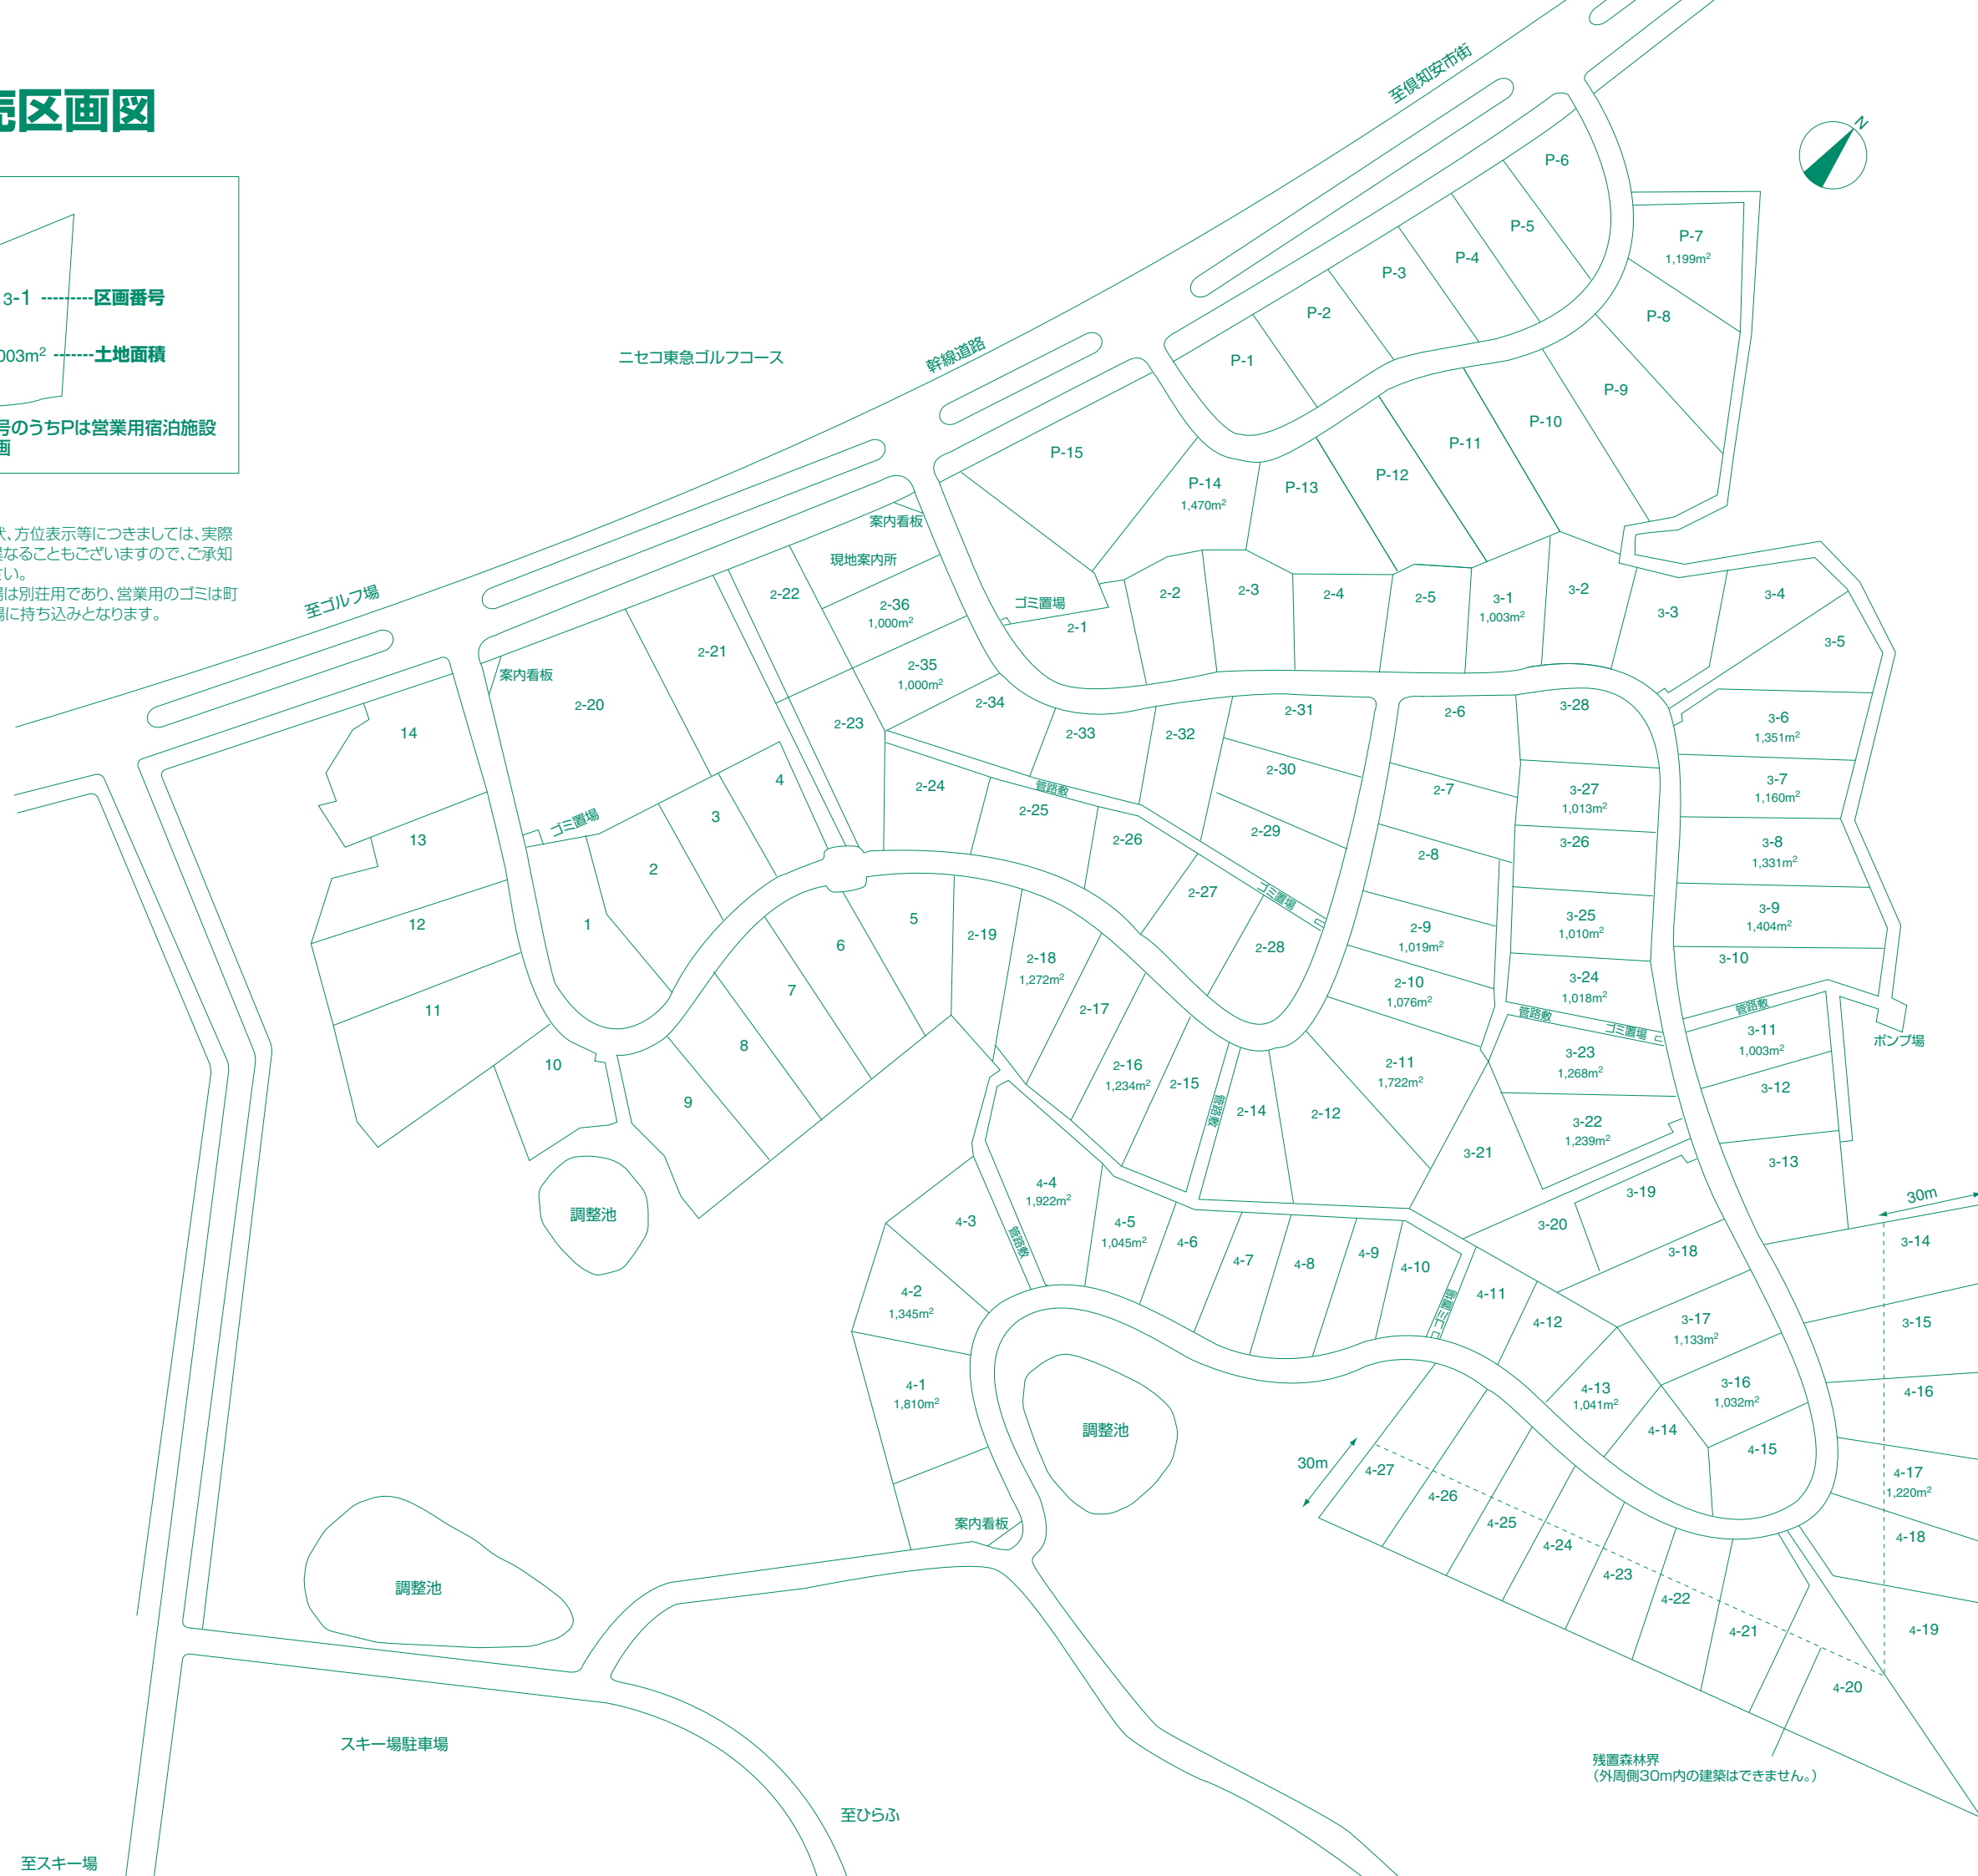 売区画図
3-1 ---------区画番号
003m² -------土地面積
号のうちPは営業用宿泊施設
画
状、方位表示等につきましては、実際
異なることもございますので、ご承知
さい。
場は別荘用であり、営業用のゴミは町
場に持ち込みとなります。
N
至倶知安市街
幹線道路
ニセコ東急ゴルフコース
至ゴルフ場
P-6
P-5
P-4
P-3
P-2
P-1
P-7
1,199m²
P-8
P-9
P-10
P-11
P-12
P-13
P-14
1,470m²
P-15
案内看板
現地案内所
2-22
2-36
1,000m²
2-35
1,000m²
2-34
2-21
2-20
案内看板
2-23
ゴミ置場
2-1
2-2
2-3
2-4
2-5
3-1
1,003m²
3-2
3-3
3-4
3-5
3-6
1,351m²
3-7
1,160m²
3-8
1,331m²
3-9
1,404m²
3-10
管路敷
3-11
1,003m²
ポンプ場
3-12
3-13
30m
3-14
3-15
4-16
4-17
1,220m²
4-18
4-19
4-20
2-33
2-32
2-31
2-30
2-29
2-6
2-7
2-8
2-9
1,019m²
2-10
1,076m²
2-11
1,722m²
3-28
3-27
1,013m²
3-26
3-25
1,010m²
3-24
1,018m²
管路敷
ゴミ置場
3-23
1,268m²
3-22
1,239m²
3-21
3-20
3-19
3-18
3-17
1,133m²
3-16
1,032m²
4-15
4-14
4-13
1,041m²
4-12
4-11
ゴミ置場
4-10
4-9
4-8
4-7
4-6
4-5
1,045m²
4-4
1,922m²
管路敷
4-3
4-2
1,345m²
4-1
1,810m²
案内看板
2-24
管路敷
2-25
2-26
2-27
ゴミ置場
2-28
2-19
2-18
1,272m²
2-17
2-16
1,234m²
2-15
管路敷
2-14
2-12
14
13
12
11
10
ゴミ置場
1
2
3
4
5
6
7
8
9
調整池
調整池
調整池
30m
4-27
4-26
4-25
4-24
4-23
4-22
4-21
残置森林界
（外周側30m内の建築はできません。）
スキー場駐車場
至ひらふ
至スキー場